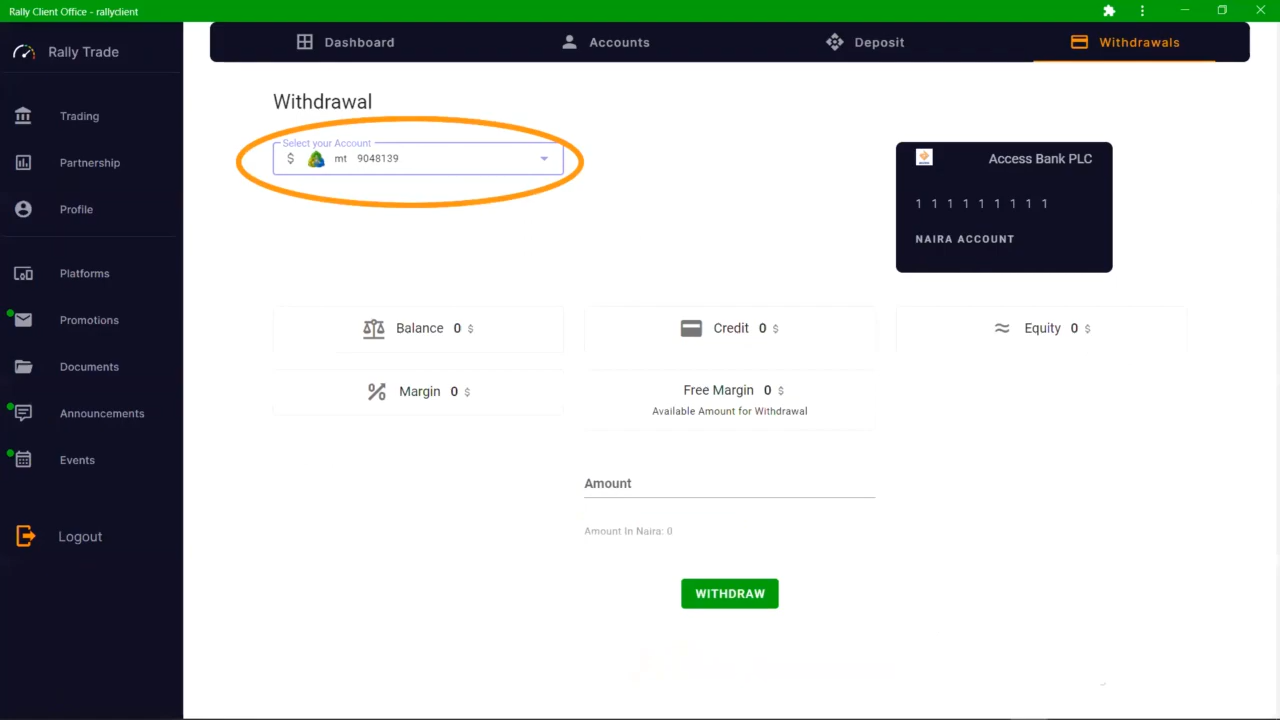 Rally Client Office - rallyclient
Rally Trade
Dashboard
Accounts
Deposit
Withdrawals
Trading
Partnership
Profile
Platforms
Promotions
Documents
Announcements
Events
Logout
Withdrawal
Select your Account
$ mt 9048139
Access Bank PLC
1 1 1 1 1 1 1 1 1
NAIRA ACCOUNT
Balance 0 $
Credit 0 $
Equity 0 $
Margin 0 $
Free Margin 0 $
Available Amount for Withdrawal
Amount
Amount In Naira: 0
WITHDRAW